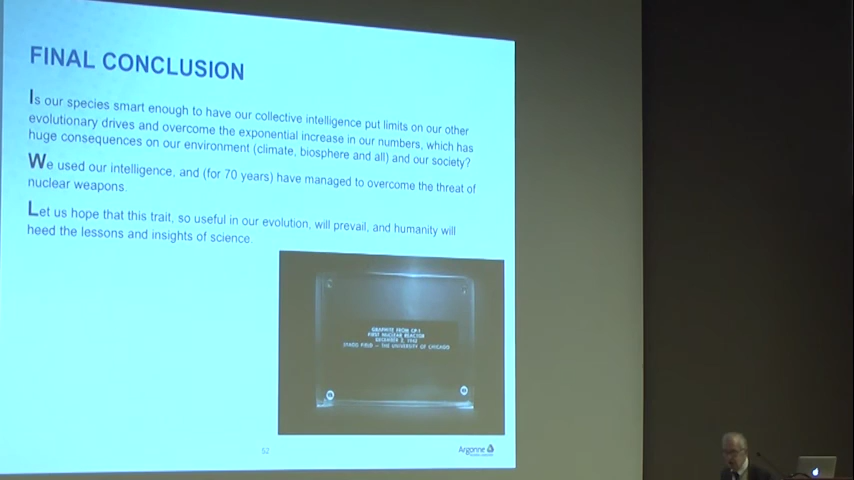 FINAL CONCLUSION
Is our species smart enough to have our collective intelligence put limits on our other
evolutionary drives and overcome the exponential increase in our numbers, which has
huge consequences on our environment (climate, biosphere and all) and our society?
We used our intelligence, and (for 70 years) have managed to overcome the threat of
nuclear weapons.
Let us hope that this trait, so useful in our evolution, will prevail, and humanity will
heed the lessons and insights of science.
GRAPHITE FROM CP-1
FIRST NUCLEAR REACTOR
DECEMBER 2, 1942
STAGG FIELD — THE UNIVERSITY OF CHICAGO
52
Argonne